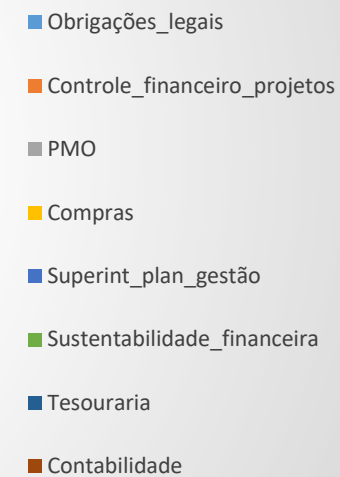 Obrigações_legais
Controle_financeiro_projetos
PMO
Compras
Superint_plan_gestão
Sustentabilidade_financeira
Tesouraria
Contabilidade